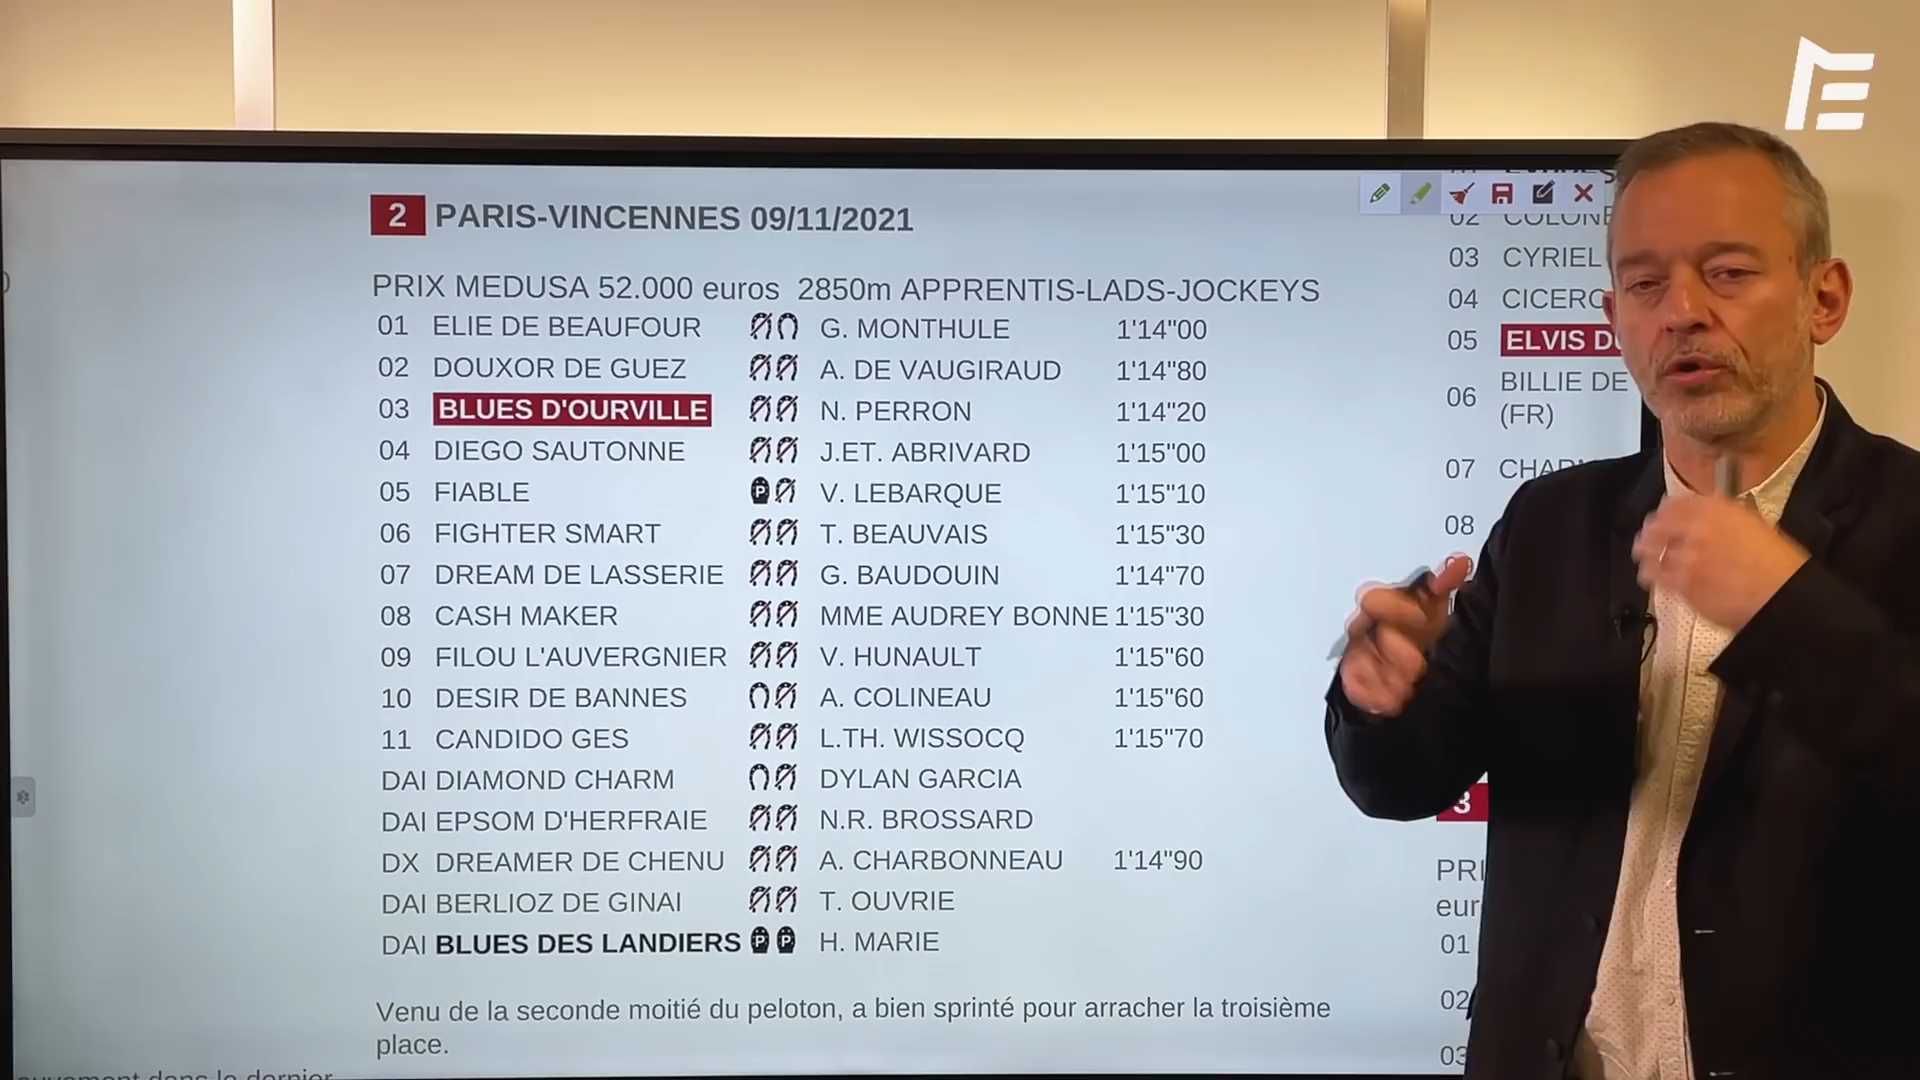 2 PARIS-VINCENNES 09/11/2021
PRIX MEDUSA 52.000 euros 2850m APPRENTIS-LADS-JOCKEYS
01 ELIE DE BEAUFOUR G. MONTHULE 1'14"00
02 DOUXOR DE GUEZ A. DE VAUGIRAUD 1'14"80
03 BLUES D'OURVILLE N. PERRON 1'14"20
04 DIEGO SAUTONNE J.ET. ABRIVARD 1'15"00
05 FIABLE P V. LEBARQUE 1'15"10
06 FIGHTER SMART T. BEAUVAIS 1'15"30
07 DREAM DE LASSERIE G. BAUDOUIN 1'14"70
08 CASH MAKER MME AUDREY BONNE 1'15"30
09 FILOU L'AUVERGNIER V. HUNAULT 1'15"60
10 DESIR DE BANNES A. COLINEAU 1'15"60
11 CANDIDO GES L.TH. WISSOCQ 1'15"70
DAI DIAMOND CHARM DYLAN GARCIA
DAI EPSOM D'HERFRAIE N.R. BROSSARD
DX DREAMER DE CHENU A. CHARBONNEAU 1'14"90
DAI BERLIOZ DE GINAI T. OUVRIE
DAI BLUES DES LANDIERS P P H. MARIE
Venu de la seconde moitié du peloton, a bien sprinté pour arracher la troisième
place.
dans le dernier
02
03 CYRIEL
04
05 ELVIS
06 BILLIE DE
(FR)
07
08
3
01
02
03